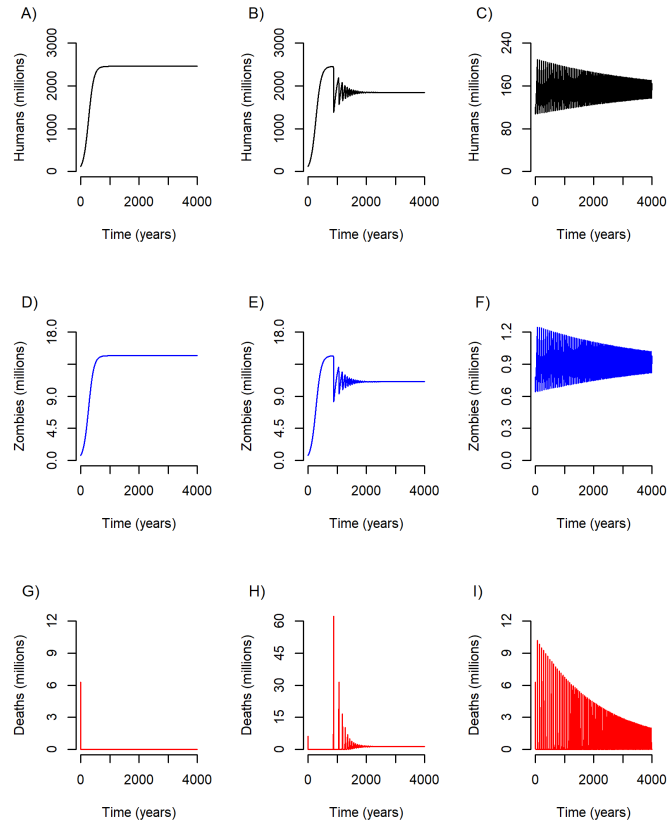 A)
Humans (millions)
0 1000 2000 3000
0 2000 4000
Time (years)
B)
Humans (millions)
0 1000 2000 3000
0 2000 4000
Time (years)
C)
Humans (millions)
0 80 160 240
0 2000 4000
Time (years)
D)
Zombies (millions)
0.0 4.5 9.0 18.0
0 2000 4000
Time (years)
E)
Zombies (millions)
0.0 4.5 9.0 18.0
0 2000 4000
Time (years)
F)
Zombies (millions)
0.0 0.3 0.6 0.9 1.2
0 2000 4000
Time (years)
G)
Deaths (millions)
0 3 6 9 12
0 2000 4000
Time (years)
H)
Deaths (millions)
0 15 30 45 60
0 2000 4000
Time (years)
I)
Deaths (millions)
0 3 6 9 12
0 2000 4000
Time (years)